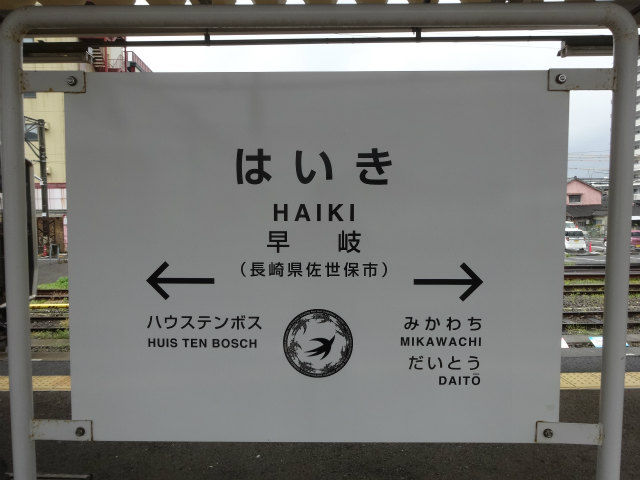 はいき
HAIKI
早岐
（長崎県佐世保市）
ハウステンボス
HUIS TEN BOSCH
みかわち
MIKAWACHI
だいとう
DAITŌ